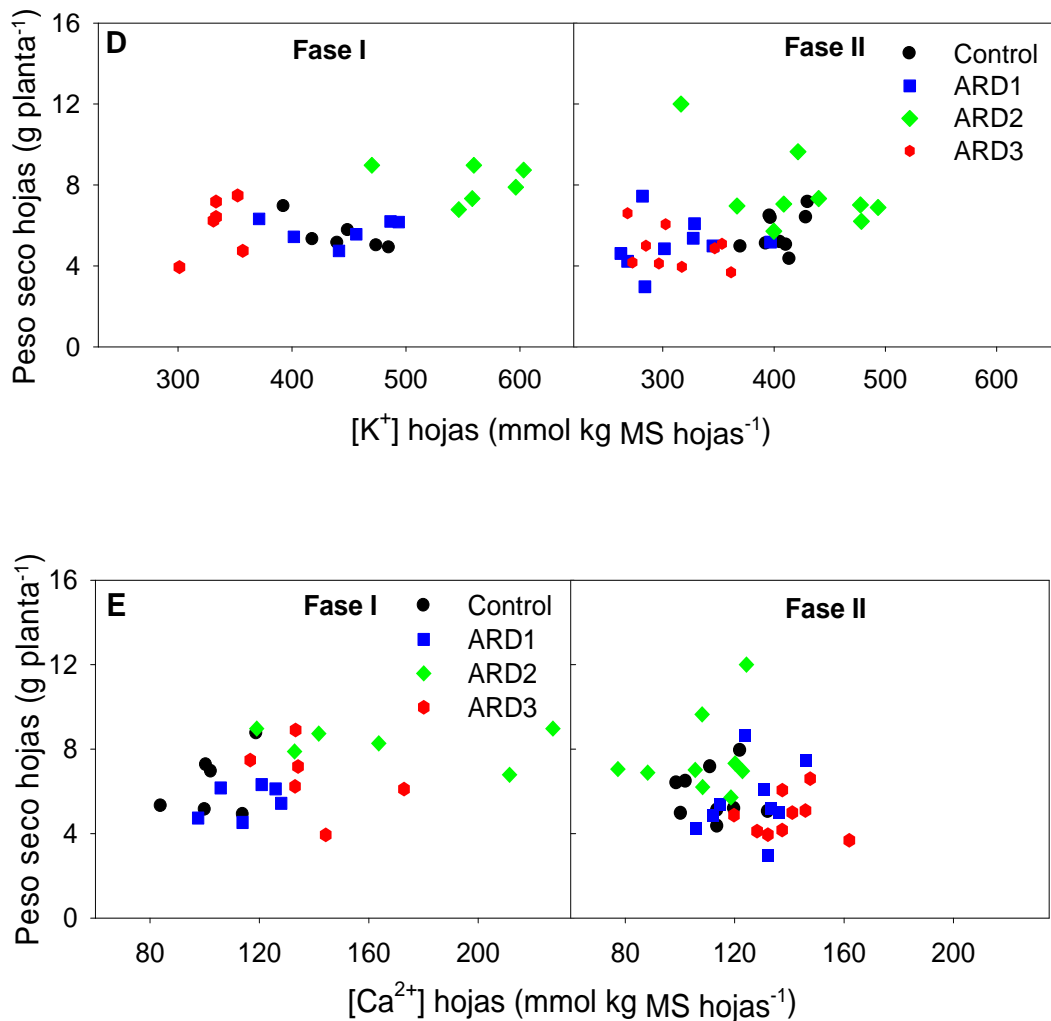 D
Fase I
Fase II
Control
ARD1
ARD2
ARD3
Peso seco hojas (g planta⁻¹)
16
12
8
4
0
300 400 500 600 300 400 500 600
[K⁺] hojas (mmol kg MS hojas⁻¹)
E
Fase I
Control
ARD1
ARD2
ARD3
Fase II
Peso seco hojas (g planta⁻¹)
16
12
8
4
0
80 120 160 200 80 120 160 200
[Ca²⁺] hojas (mmol kg MS hojas⁻¹)